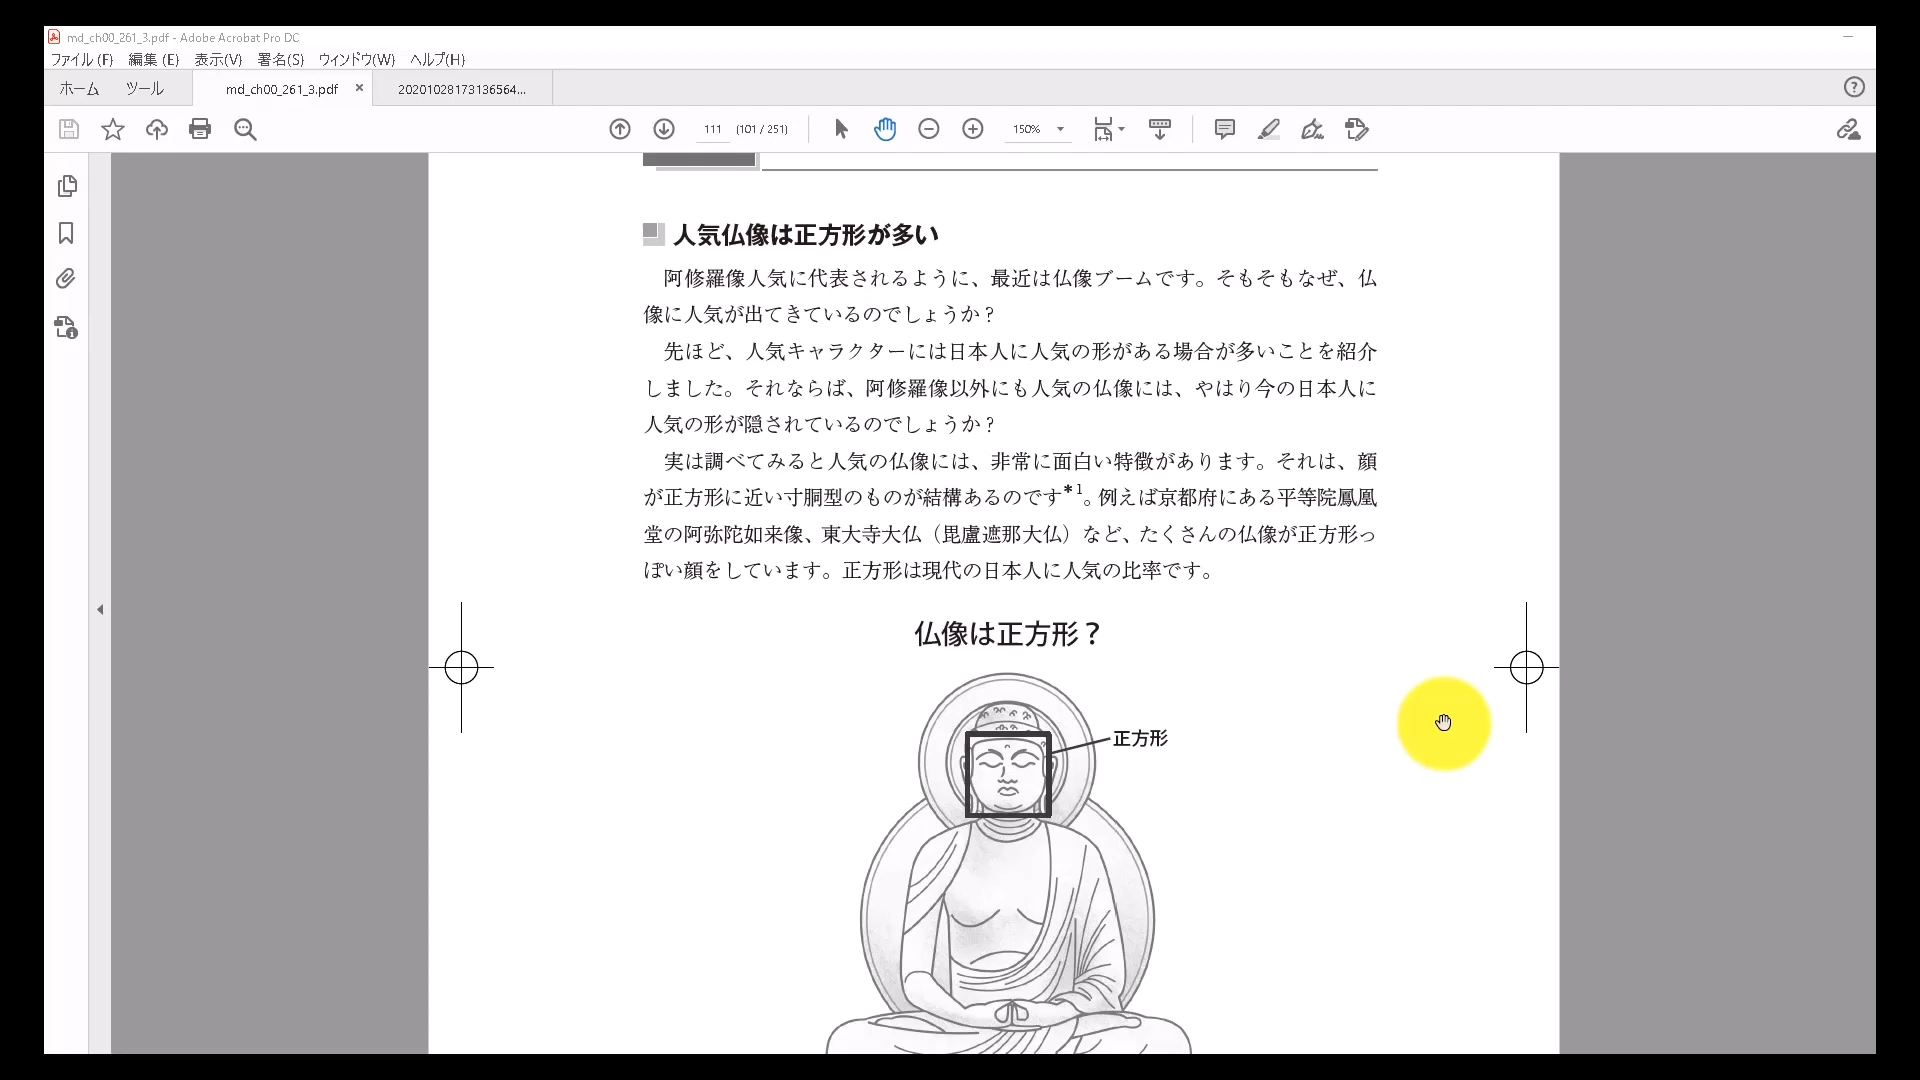 md_ch00_261_3.pdf - Adobe Acrobat Pro DC
ファイル(F) 編集(E) 表示(V) 署名(S) ウィンドウ(W) ヘルプ(H)
ホーム ツール md_ch00_261_3.pdf × 20201028173136564...
111 (101 / 251) 150%
人気仏像は正方形が多い
阿修羅像人気に代表されるように、最近は仏像ブームです。そもそもなぜ、仏
像に人気が出てきているのでしょうか?
先ほど、人気キャラクターには日本人に人気の形がある場合が多いことを紹介
しました。それならば、阿修羅像以外にも人気の仏像には、やはり今の日本人に
人気の形が隠されているのでしょうか?
実は調べてみると人気の仏像には、非常に面白い特徴があります。それは、顔
が正方形に近い寸胴型のものが結構あるのです*1。例えば京都府にある平等院鳳凰
堂の阿弥陀如来像、東大寺大仏(毘盧遮那大仏)など、たくさんの仏像が正方形っ
ぽい顔をしています。正方形は現代の日本人に人気の比率です。
仏像は正方形?
正方形